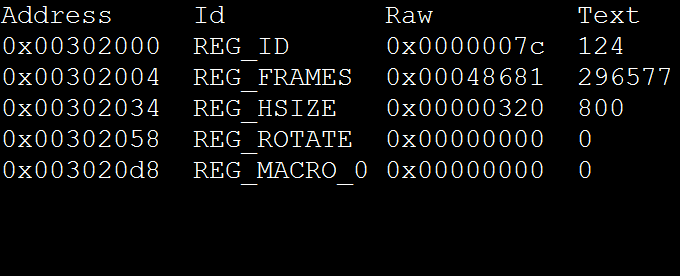 Address Id Raw Text
0x00302000 REG_ID 0x0000007c 124
0x00302004 REG_FRAMES 0x00048681 296577
0x00302034 REG_HSIZE 0x00000320 800
0x00302058 REG_ROTATE 0x00000000 0
0x003020d8 REG_MACRO_0 0x00000000 0